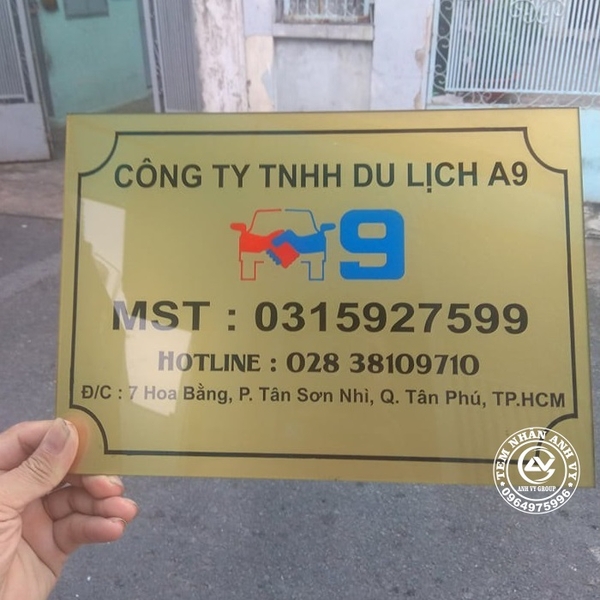 CÔNG TY TNHH DU LỊCH A9
9
MST : 0315927599
HOTLINE : 028 38109710
Đ/C : 7 Hoa Bằng, P. Tân Sơn Nhì, Q. Tân Phú, TP.HCM
TEM NHAN ANH VY
ANH VY GROUP
0964975996